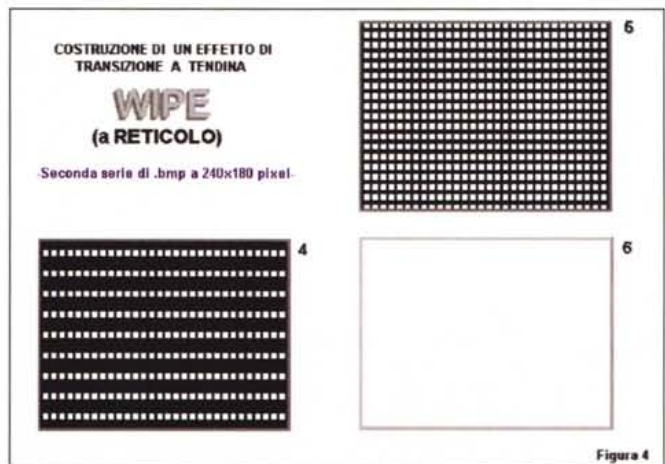 COSTRUZIONE DI UN EFFETTO DI
TRANSIZIONE A TENDINA
WIPE
(a RETICOLO)
-Seconda serie di .bmp a 240x180 pixel-
5
4
6
Figura 4